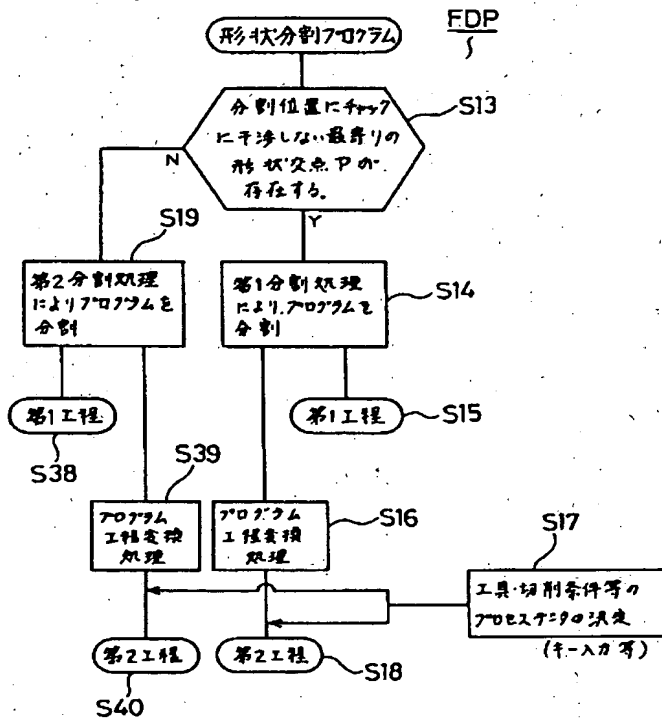 FDP
形状分割プログラム
S13
分割位置にチャック
に干渉しない最寄りの
形状交点Pが
存在する。
N
Y
S19
第2分割処理
によりプログラムを
分割
S14
第1分割処理
により、プログラムを
分割
第1工程
S38
第1工程
S15
S39
プログラム
工程変換
処理
プログラム
工程変換
処理
S16
S17
工具・切削条件等の
プロセスデータの決定
(キー入力等)
第2工程
S40
第2工程
S18